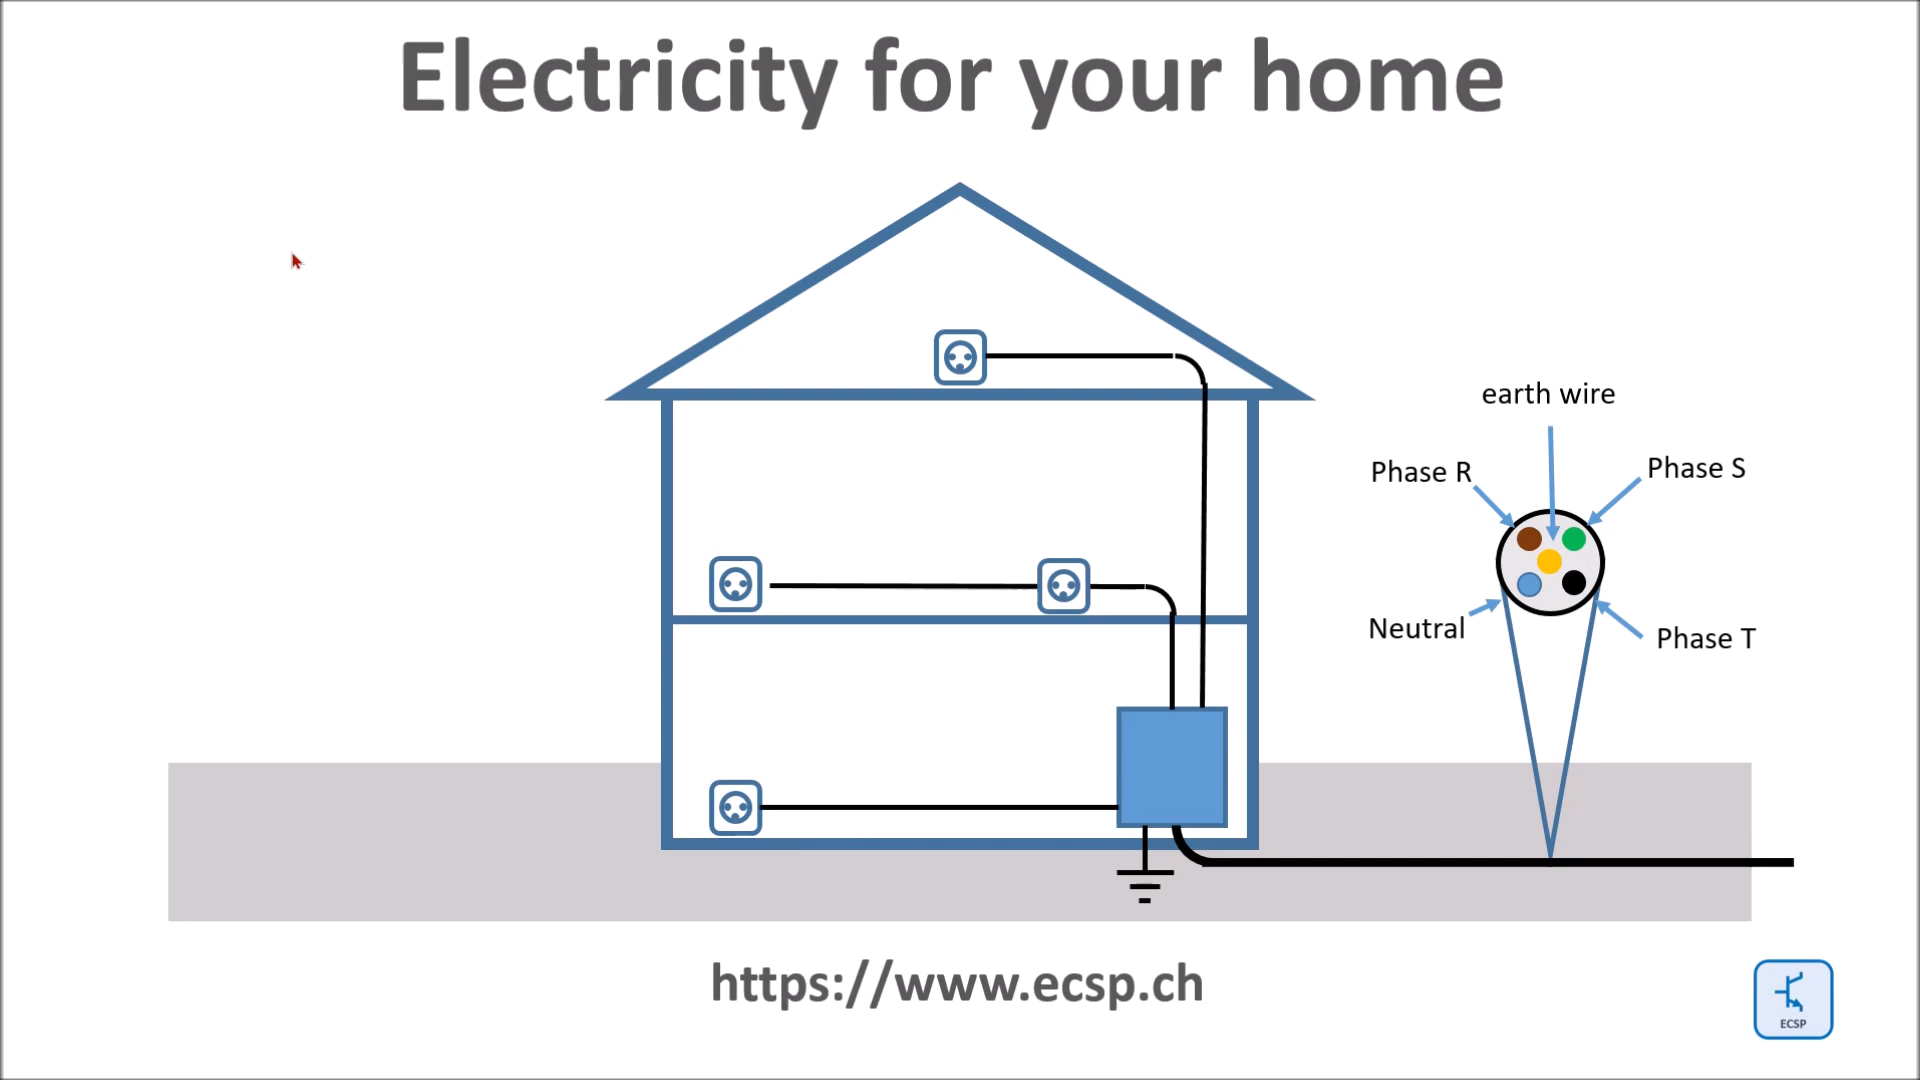 Electricity for your home
earth wire
Phase R
Phase S
Neutral
Phase T
https://www.ecsp.ch
ECSP